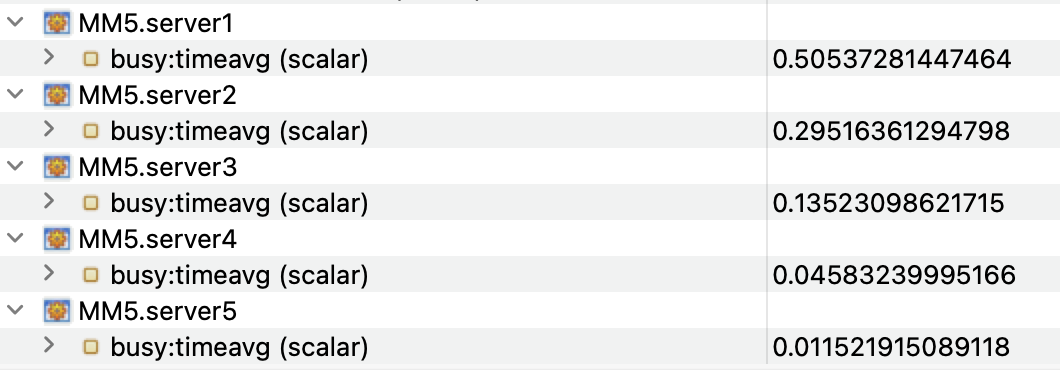 MM5.server1
busy:timeavg (scalar) 0.50537281447464
MM5.server2
busy:timeavg (scalar) 0.29516361294798
MM5.server3
busy:timeavg (scalar) 0.13523098621715
MM5.server4
busy:timeavg (scalar) 0.04583239995166
MM5.server5
busy:timeavg (scalar) 0.011521915089118